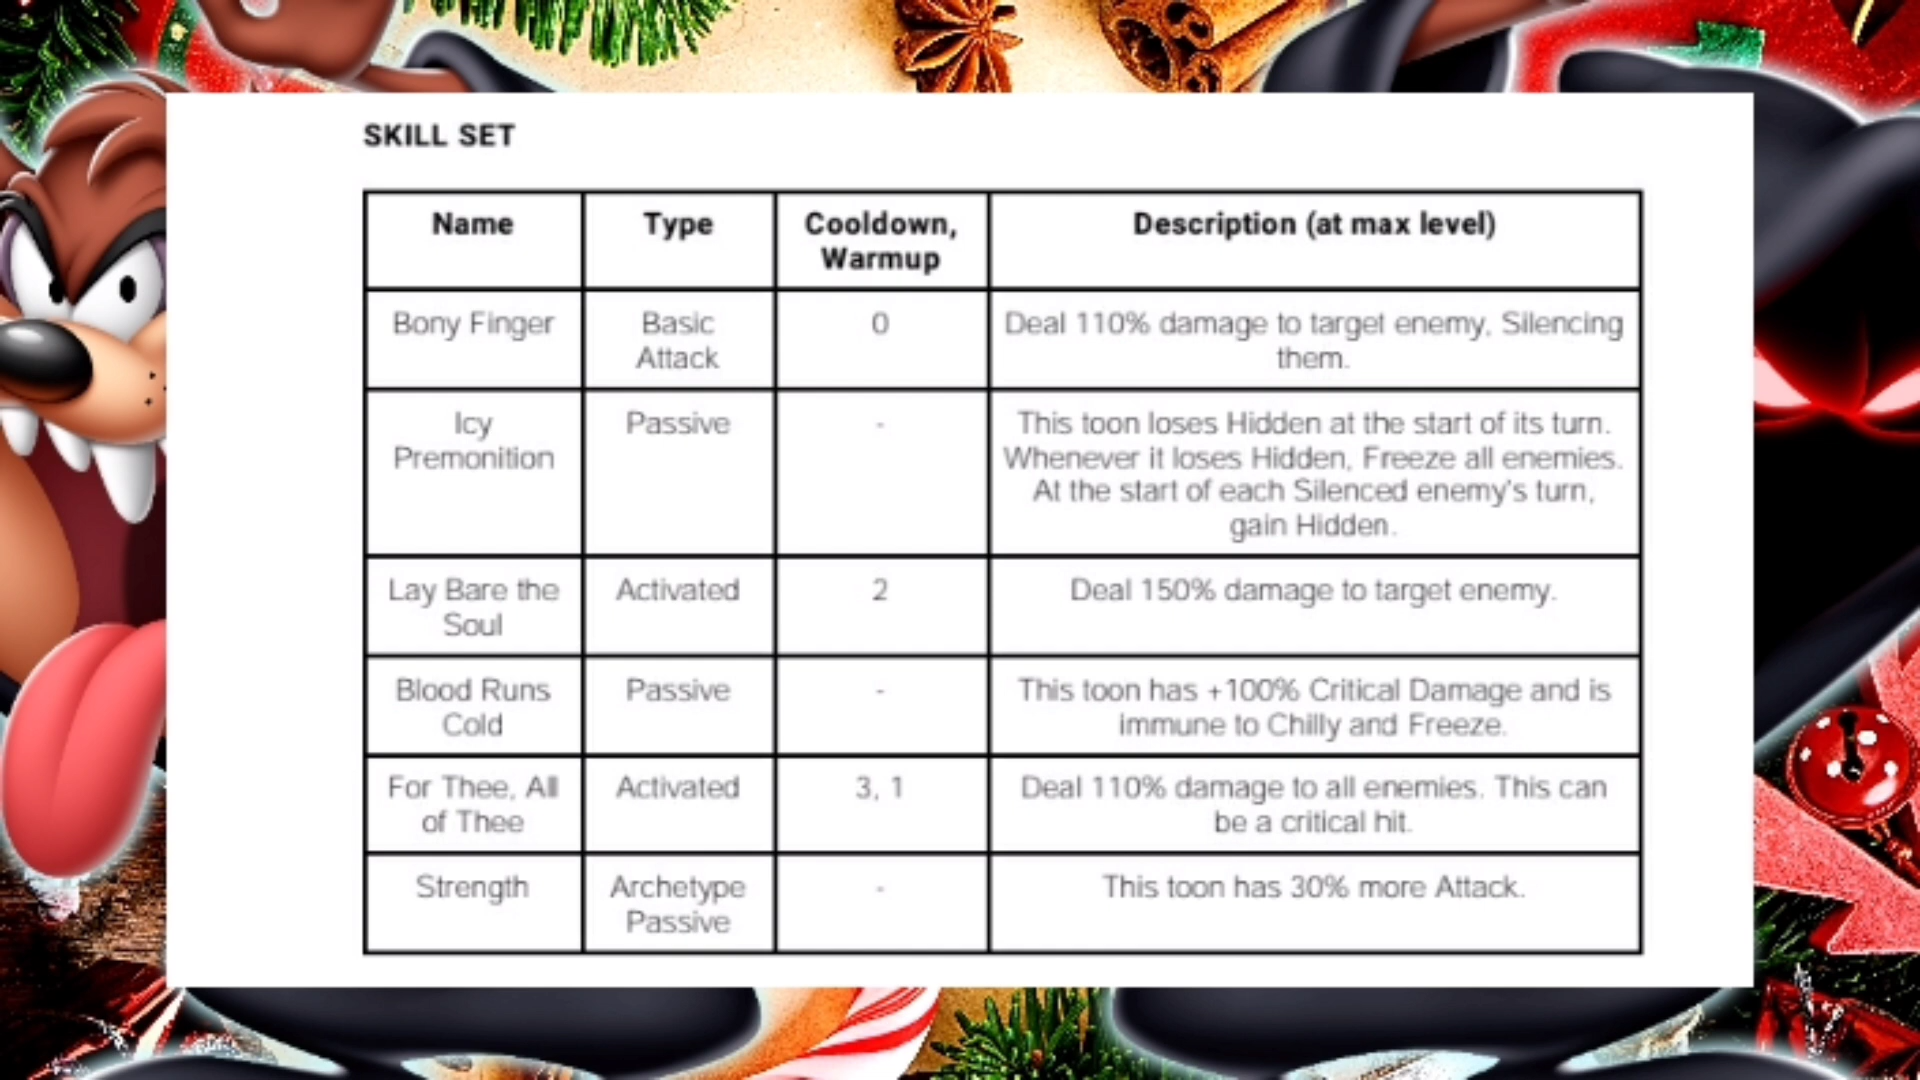 SKILL SET
Name
Type
Cooldown,
Warmup
Description (at max level)
Bony Finger
Basic
Attack
0
Deal 110% damage to target enemy, Silencing
them.
Icy
Premonition
Passive
-
This toon loses Hidden at the start of its turn.
Whenever it loses Hidden, Freeze all enemies.
At the start of each Silenced enemy's turn,
gain Hidden.
Lay Bare the
Soul
Activated
2
Deal 150% damage to target enemy.
Blood Runs
Cold
Passive
-
This toon has +100% Critical Damage and is
immune to Chilly and Freeze.
For Thee, All
of Thee
Activated
3, 1
Deal 110% damage to all enemies. This can
be a critical hit.
Strength
Archetype
Passive
-
This toon has 30% more Attack.